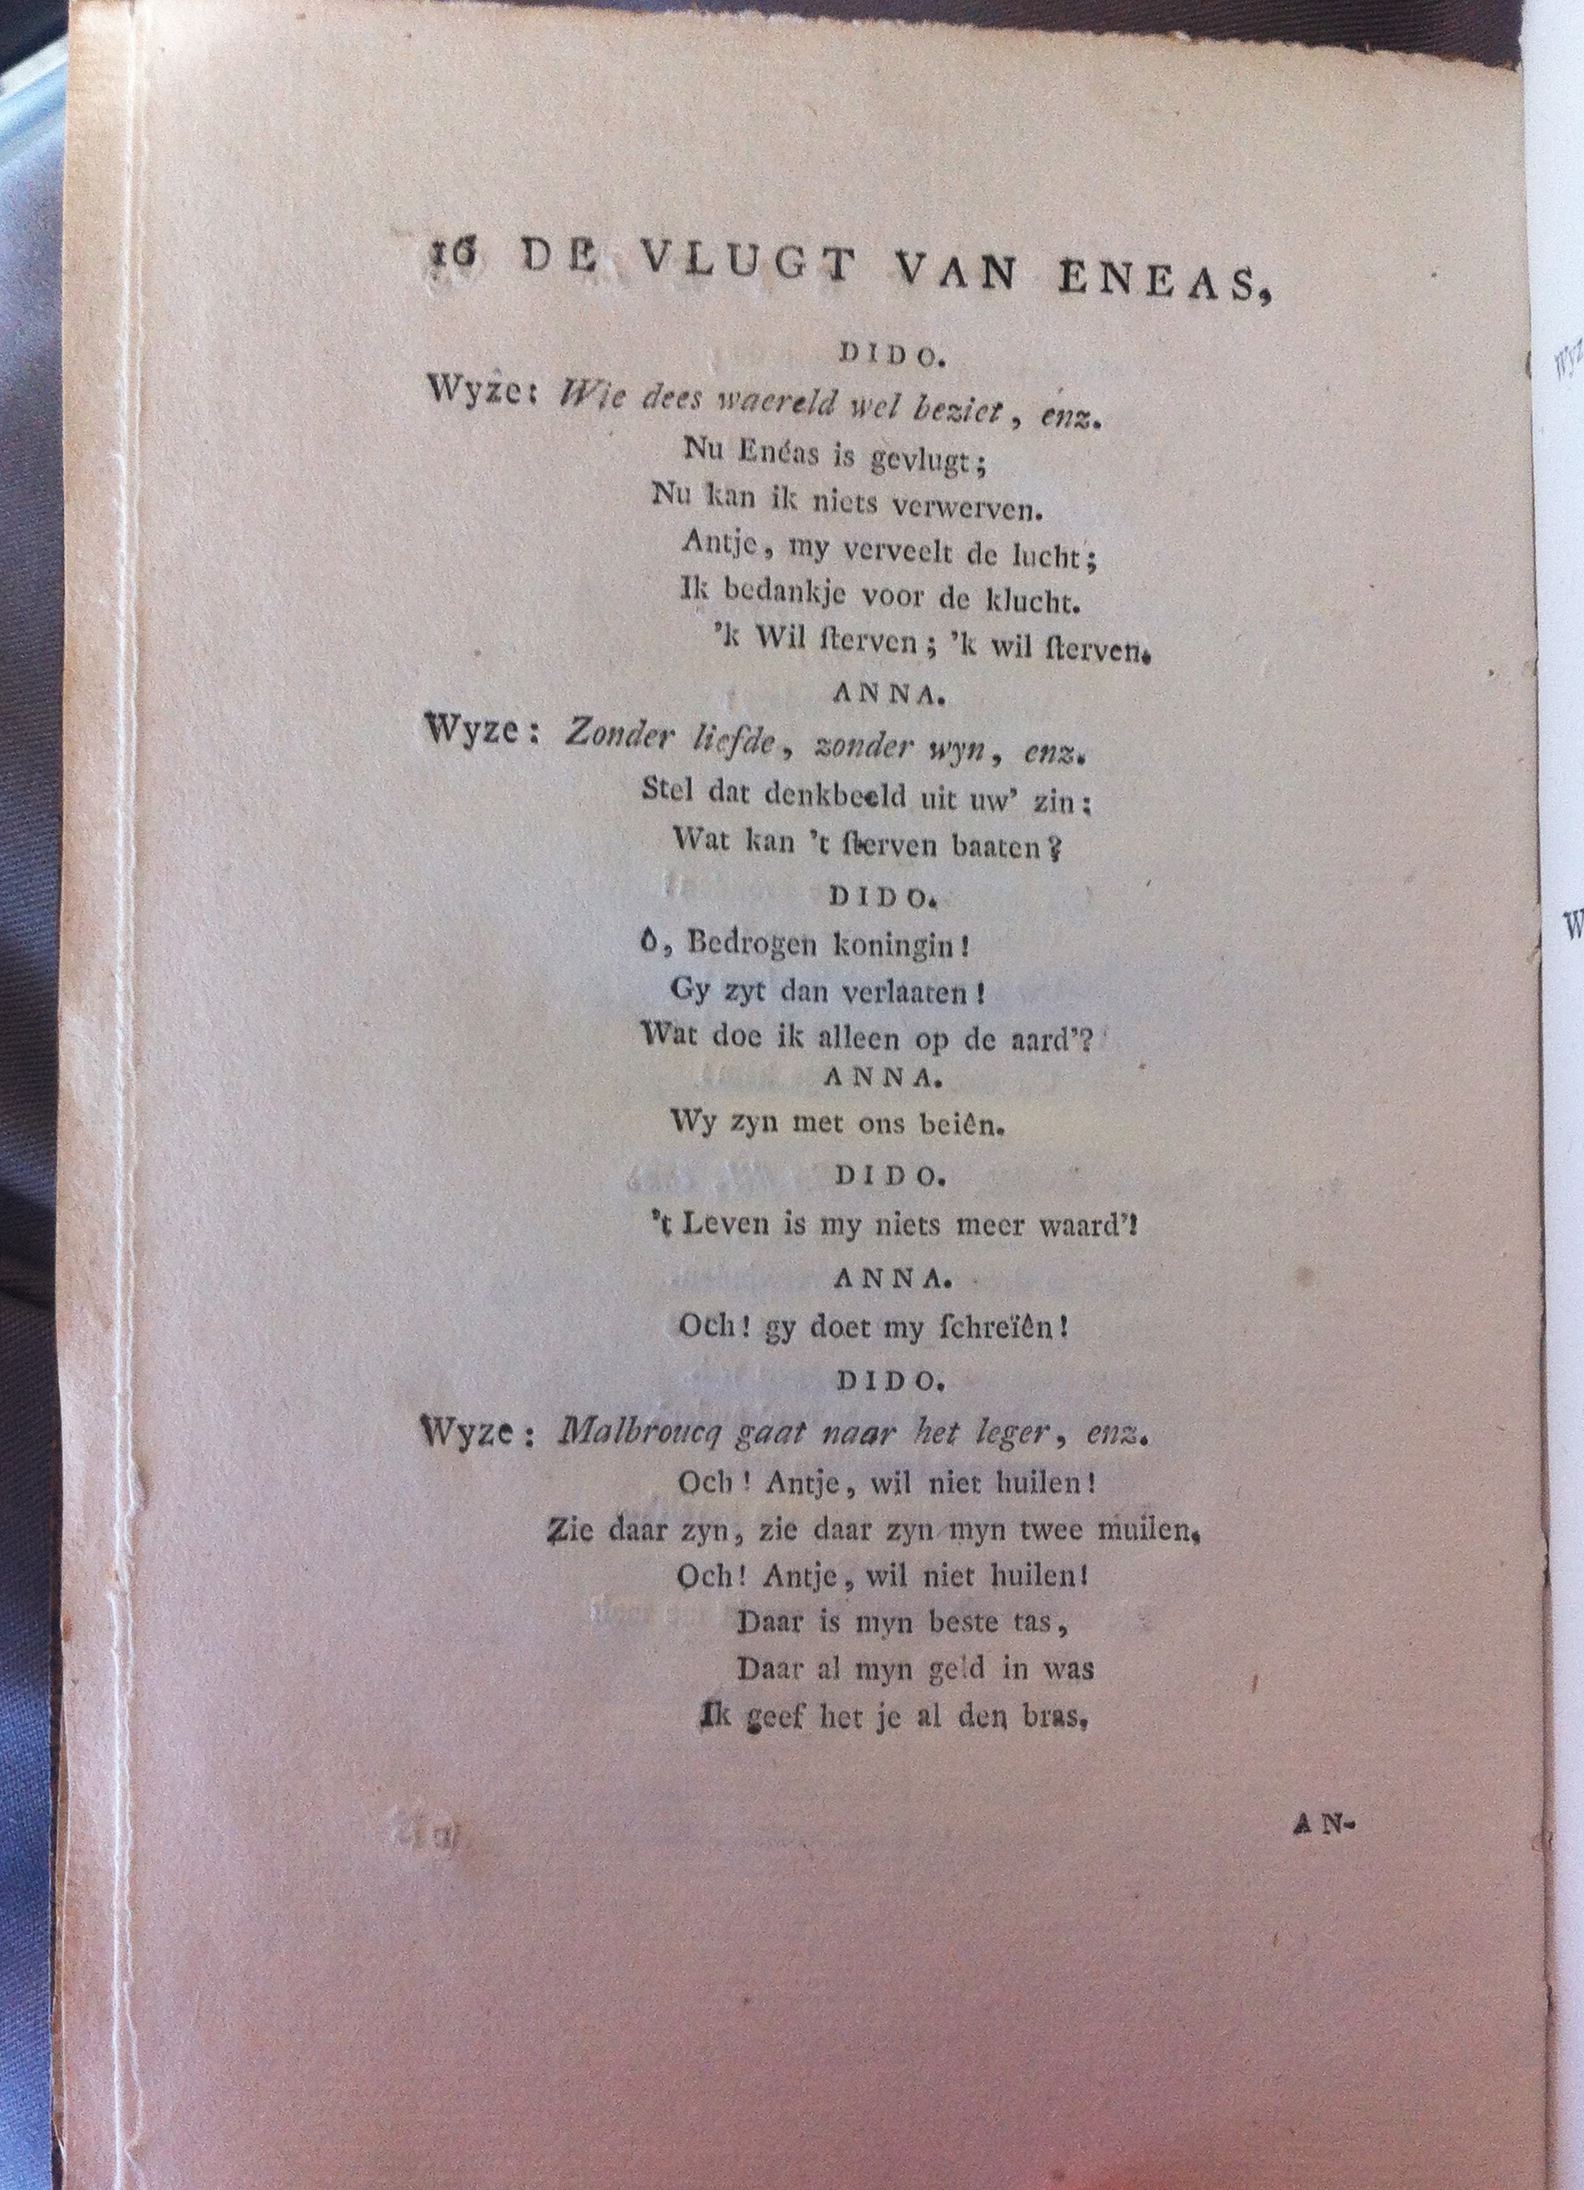 16 DE VLUGT VAN ENEAS,
DIDO.
Wyze: Wie dees waereld wel beziet, enz.
Nu Enéas is gevlugt;
Nu kan ik niets verwerven.
Antje, my verveelt de lucht;
Ik bedankje voor de klucht.
'k Wil ſterven; 'k wil ſterven.
ANNA.
Wyze: Zonder liefde, zonder wyn, enz.
Stel dat denkbeeld uit uw' zin;
Wat kan 't ſterven baaten?
DIDO.
ô, Bedrogen koningin!
Gy zyt dan verlaaten!
Wat doe ik alleen op de aard'?
ANNA.
Wy zyn met ons beiên.
DIDO.
't Leven is my niets meer waard'!
ANNA.
Och! gy doet my ſchreïên!
DIDO.
Wyze: Malbroucq gaat naar het leger, enz.
Och! Antje, wil niet huilen!
Zie daar zyn, zie daar zyn myn twee muilen,
Och! Antje, wil niet huilen!
Daar is myn beste tas,
Daar al myn geld in was
Ik geef het je al den bras,
AN-
Wyz
W